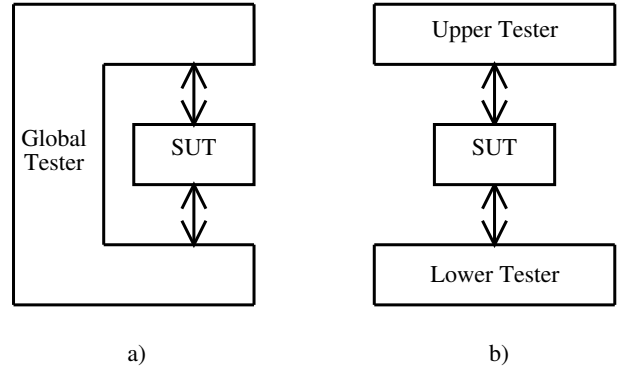 Global
Tester
SUT
a)
Upper Tester
SUT
Lower Tester
b)